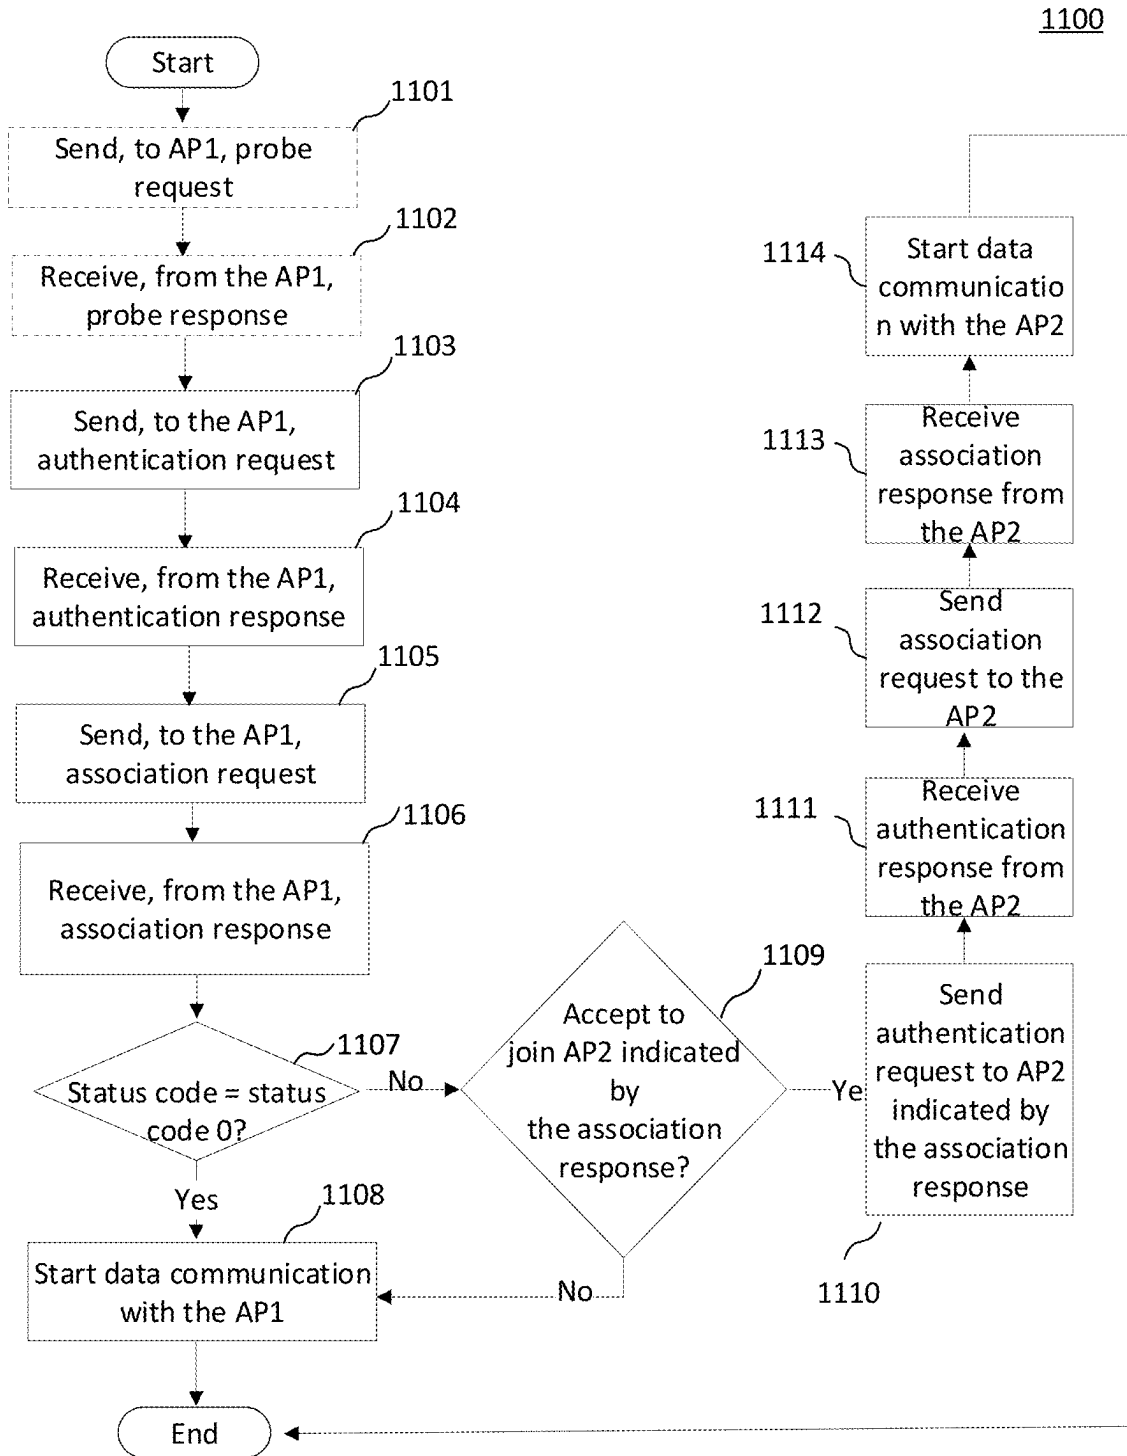 1100
Start
1101
Send, to AP1, probe
request
1102
Receive, from the AP1,
probe response
1103
Send, to the AP1,
authentication request
1104
Receive, from the AP1,
authentication response
1105
Send, to the AP1,
association request
1106
Receive, from the AP1,
association response
1107
Status code = status
code 0?
No
Yes
1108
Start data communication
with the AP1
End
1109
Accept to
join AP2 indicated
by
the association
response?
No
Ye
1110
Send
authentication
request to AP2
indicated by
the association
response
1111
Receive
authentication
response from
the AP2
1112
Send
association
request to the
AP2
1113
Receive
association
response from
the AP2
1114
Start data
communicatio
n with the AP2